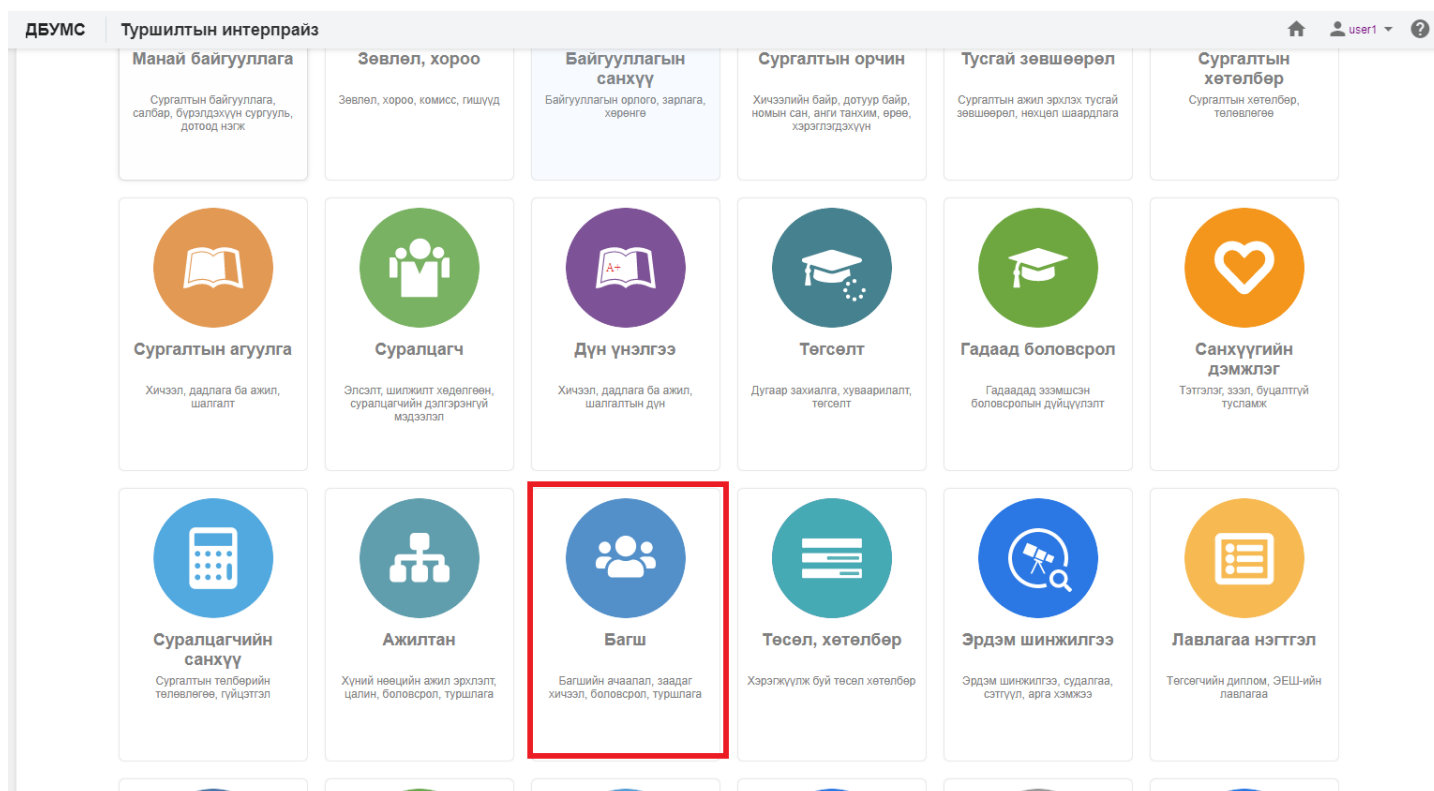 ДБУМС Туршилтын интерпрайз user1
Манай байгууллага
Сургалтын байгууллага,
салбар, бүрэлдэхүүн сургууль,
дотоод нэгж
Зөвлөл, хороо
Зөвлөл, хороо, комисс, гишүүд
Байгууллагын
санхүү
Байгууллагын орлого, зарлага,
хөрөнгө
Сургалтын орчин
Хичээлийн байр, дотуур байр,
номын сан, анги танхим, өрөө,
хэрэглэгдэхүүн
Тусгай зөвшөөрөл
Сургалтын ажил эрхлэх тусгай
зөвшөөрөл, нөхцөл шаардлага
Сургалтын
хөтөлбөр
Сургалтын хөтөлбөр,
төлөвлөгөө
Сургалтын агуулга
Хичээл, дадлага ба ажил,
шалгалт
Суралцагч
Элсэлт, шилжилт хөдөлгөөн,
суралцагчийн дэлгэрэнгүй
мэдээлэл
A+
Дүн үнэлгээ
Хичээл, дадлага ба ажил,
шалгалтын дүн
Төгсөлт
Дугаар захиалга, хуваарилалт,
төгсөлт
Гадаад боловсрол
Гадаадад эзэмшсэн
боловсролын дүйцүүлэлт
Санхүүгийн
дэмжлэг
Тэтгэлэг, зээл, буцалтгүй
тусламж
Суралцагчийн
санхүү
Сургалтын төлбөрийн
төлөвлөгөө, гүйцэтгэл
Ажилтан
Хүний нөөцийн ажил эрхлэлт,
цалин, боловсрол, туршлага
Багш
Багшийн ачаалал, заадаг
хичээл, боловсрол, туршлага
Төсөл, хөтөлбөр
Хэрэгжүүлж буй төсөл хөтөлбөр
Эрдэм шинжилгээ
Эрдэм шинжилгээ, судалгаа,
сэтгүүл, арга хэмжээ
Лавлагаа нэгтгэл
Төгсөгчийн диплом, ЭЕШ-ийн
лавлагаа